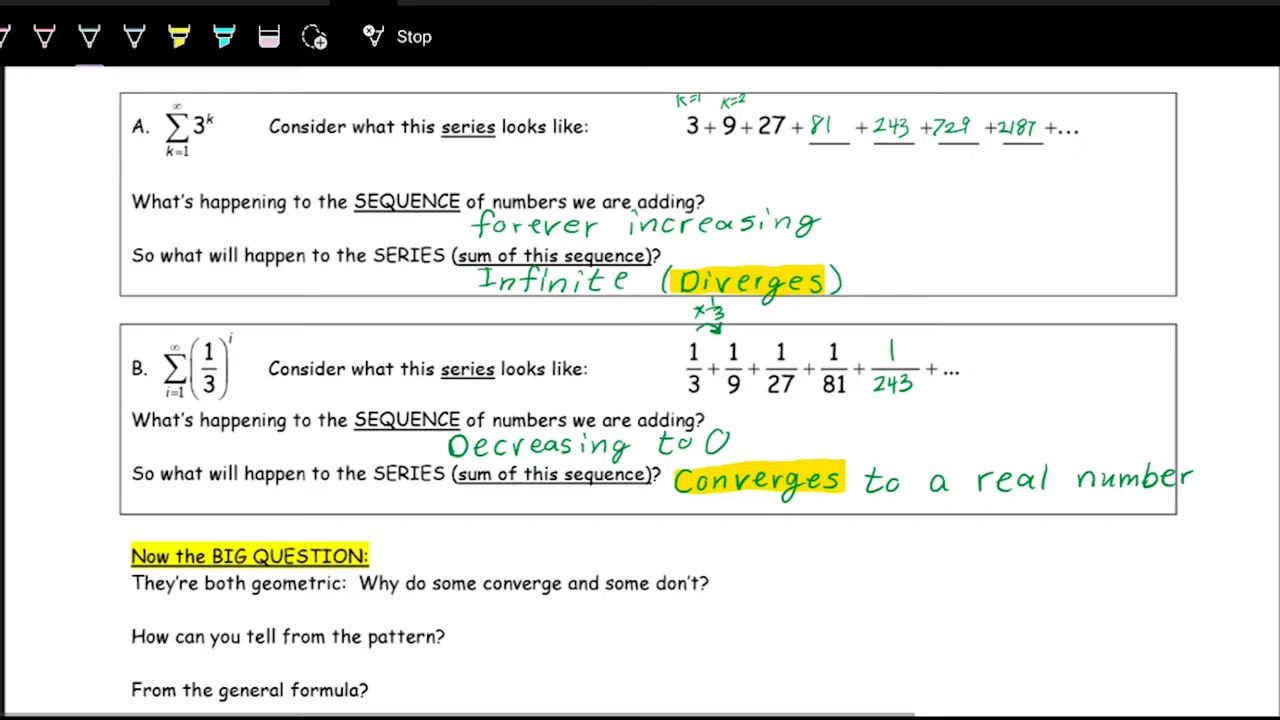 Stop
k=1 k=2
A. ∞ ∑ k=1 3^k Consider what this series looks like: 3 + 9 + 27 + 81 + 243 + 729 + 2187 + ...
What's happening to the SEQUENCE of numbers we are adding?
forever increasing
So what will happen to the SERIES (sum of this sequence)?
Infinite (Diverges)
x 1/3
B. ∞ ∑ i=1 (1/3)^i Consider what this series looks like: 1/3 + 1/9 + 1/27 + 1/81 + 1/243 + ...
What's happening to the SEQUENCE of numbers we are adding?
Decreasing to 0
So what will happen to the SERIES (sum of this sequence)? Converges to a real number
Now the BIG QUESTION:
They're both geometric: Why do some converge and some don't?
How can you tell from the pattern?
From the general formula?